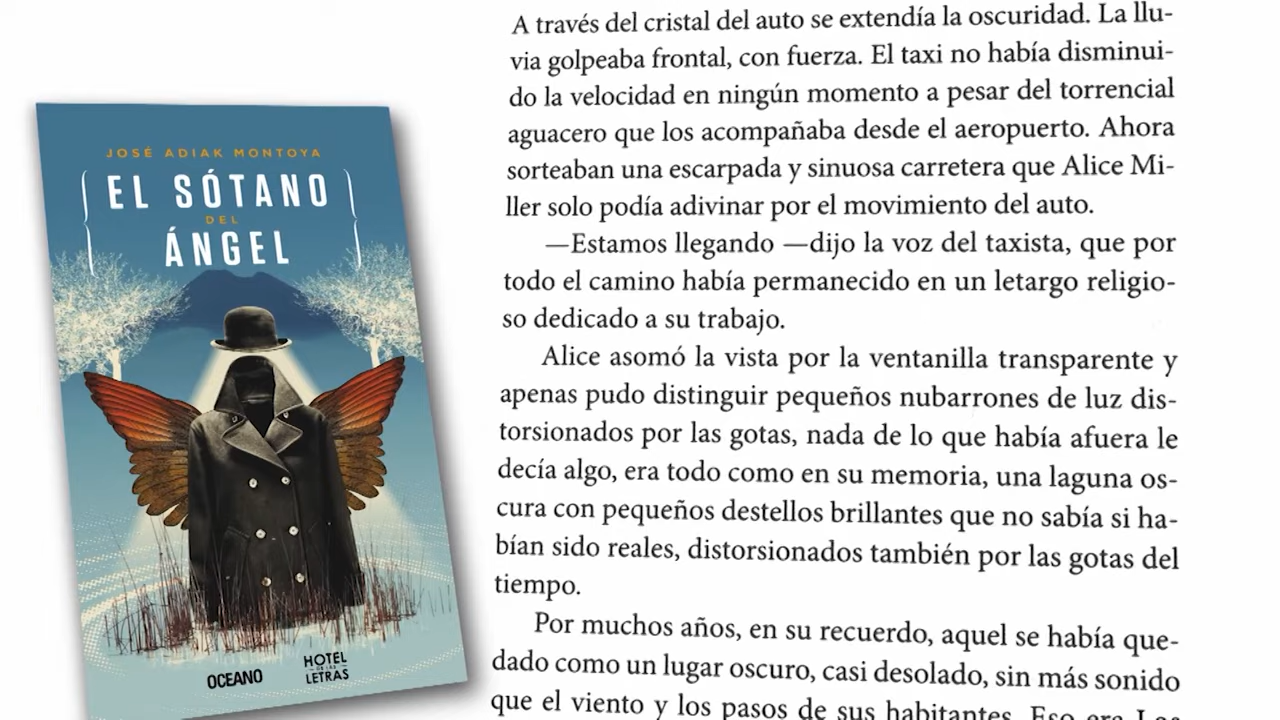 JOSÉ ADIAK MONTOYA
EL SÓTANO
DEL
ÁNGEL
OCEANO
HOTEL
DE LAS
LETRAS
A través del cristal del auto se extendía la oscuridad. La llu-
via golpeaba frontal, con fuerza. El taxi no había disminui-
do la velocidad en ningún momento a pesar del torrencial
aguacero que los acompañaba desde el aeropuerto. Ahora
sorteaban una escarpada y sinuosa carretera que Alice Mi-
ller solo podía adivinar por el movimiento del auto.
—Estamos llegando —dijo la voz del taxista, que por
todo el camino había permanecido en un letargo religio-
so dedicado a su trabajo.
Alice asomó la vista por la ventanilla transparente y
apenas pudo distinguir pequeños nubarrones de luz dis-
torsionados por las gotas, nada de lo que había afuera le
decía algo, era todo como en su memoria, una laguna os-
cura con pequeños destellos brillantes que no sabía si ha-
bían sido reales, distorsionados también por las gotas del
tiempo.
Por muchos años, en su recuerdo, aquel se había que-
dado como un lugar oscuro, casi desolado, sin más sonido
que el viento y los pasos de sus habitantes. Eso era. Los